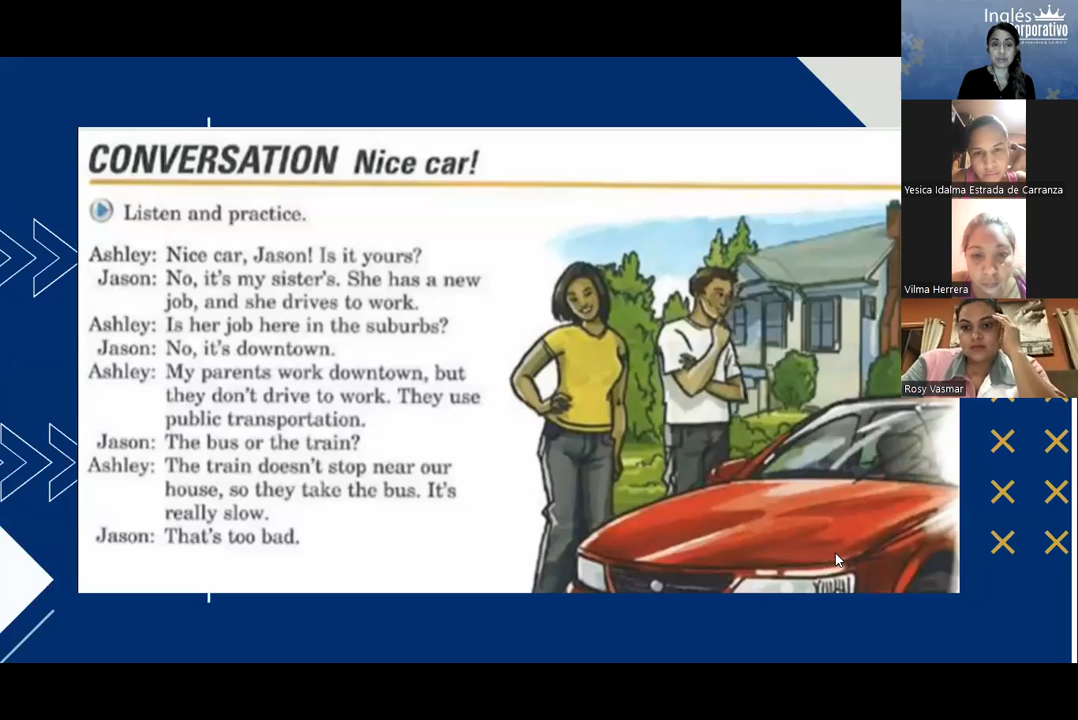 Inglés
CONVERSATION Nice car!
Listen and practice.
Ashley: Nice car, Jason! Is it yours?
Jason: No, it's my sister's. She has a new
job, and she drives to work.
Ashley: Is her job here in the suburbs?
Jason: No, it's downtown.
Ashley: My parents work downtown, but
they don't drive to work. They use
public transportation.
Jason: The bus or the train?
Ashley: The train doesn't stop near our
house, so they take the bus. It's
really slow.
Jason: That's too bad.
Yesica Idalma Estrada de Carranza
Vilma Herrera
Rosy Vasmar